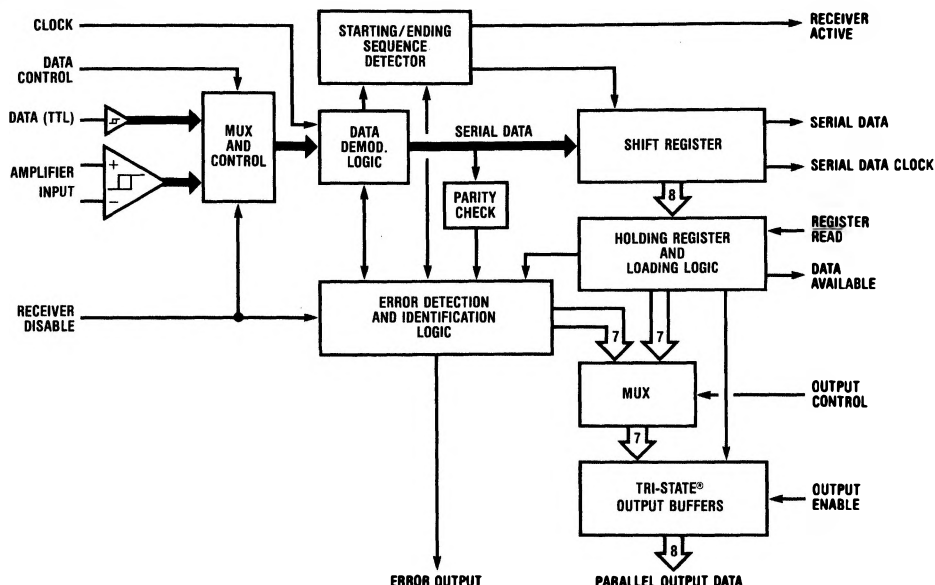 CLOCK
DATA
CONTROL
DATA (TTL)
AMPLIFIER
INPUT
+
−
MUX
AND
CONTROL
STARTING/ENDING
SEQUENCE
DETECTOR
RECEIVER
ACTIVE
DATA
DEMOD.
LOGIC
SERIAL DATA
SHIFT REGISTER
SERIAL DATA
SERIAL DATA CLOCK
PARITY
CHECK
8
HOLDING REGISTER
AND
LOADING LOGIC
REGISTER
READ
DATA
AVAILABLE
RECEIVER
DISABLE
ERROR DETECTION
AND IDENTIFICATION
LOGIC
7
7
MUX
OUTPUT
CONTROL
7
TRI-STATE®
OUTPUT BUFFERS
OUTPUT
ENABLE
8
ERROR OUTPUT
PARALLEL OUTPUT DATA